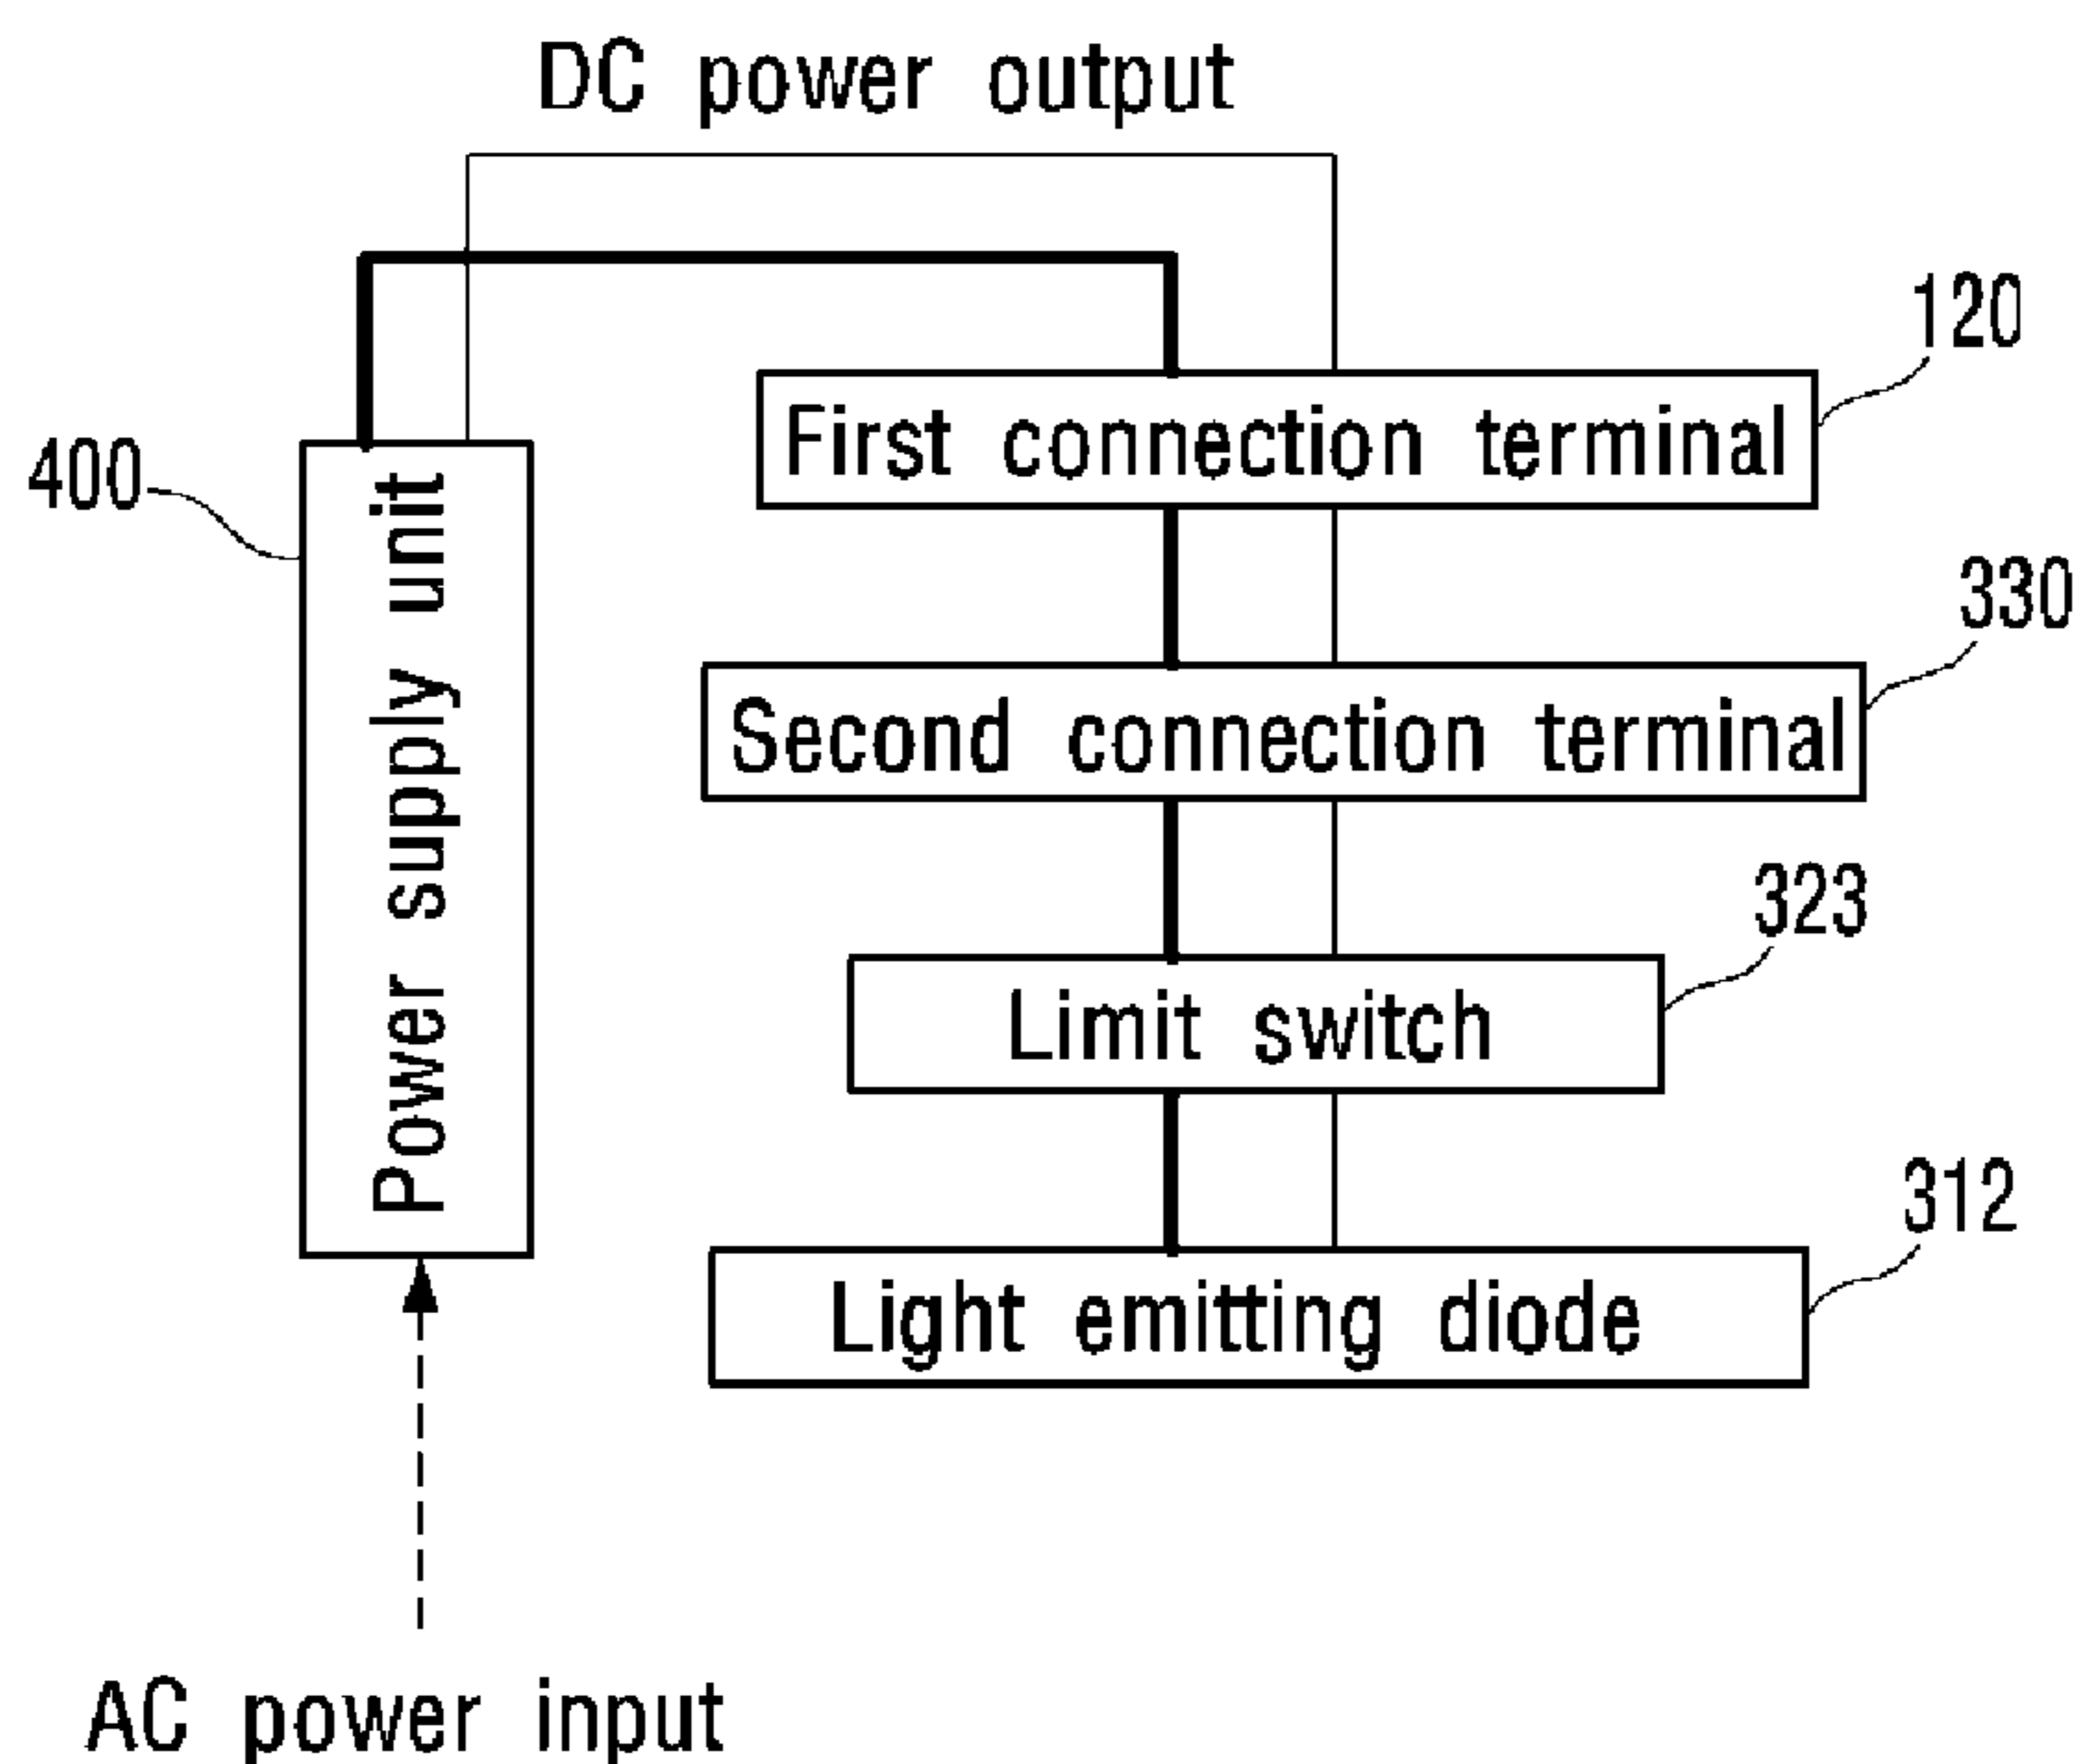 DC power output
120
First connection terminal
400
Power supply unit
330
Second connection terminal
323
Limit switch
312
Light emitting diode
AC power input